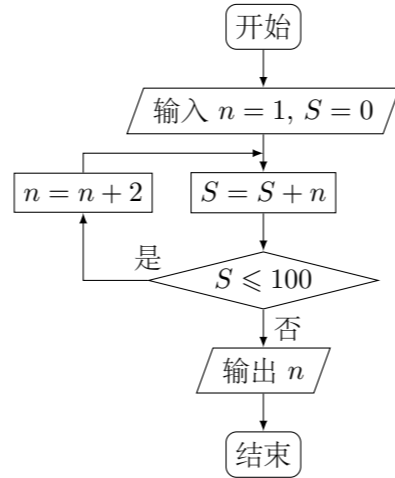 开始
输入 n = 1, S = 0
n = n + 2
S = S + n
是
S ⩽ 100
否
输出 n
结束